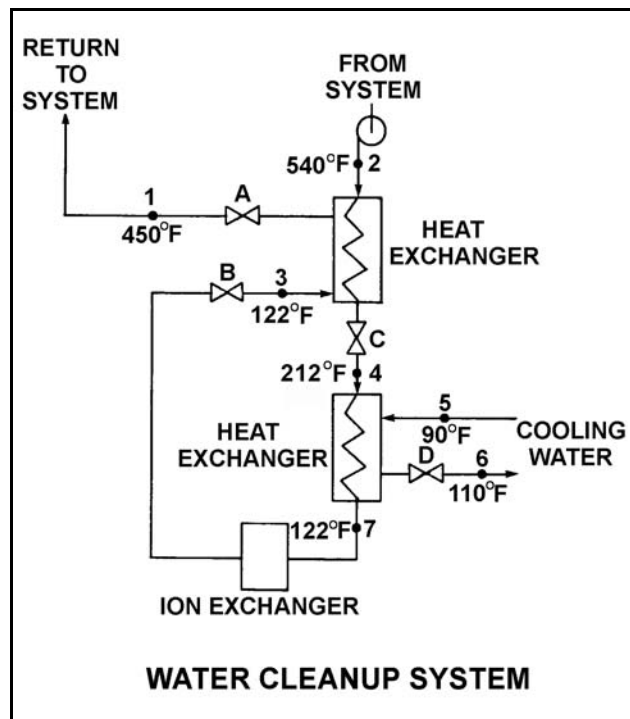 RETURN
TO
SYSTEM
FROM
SYSTEM
540°F
2
1
A
450°F
HEAT
EXCHANGER
B
3
122°F
C
212°F
4
HEAT
EXCHANGER
5
90°F
COOLING
WATER
D
6
110°F
122°F
7
ION EXCHANGER
WATER CLEANUP SYSTEM